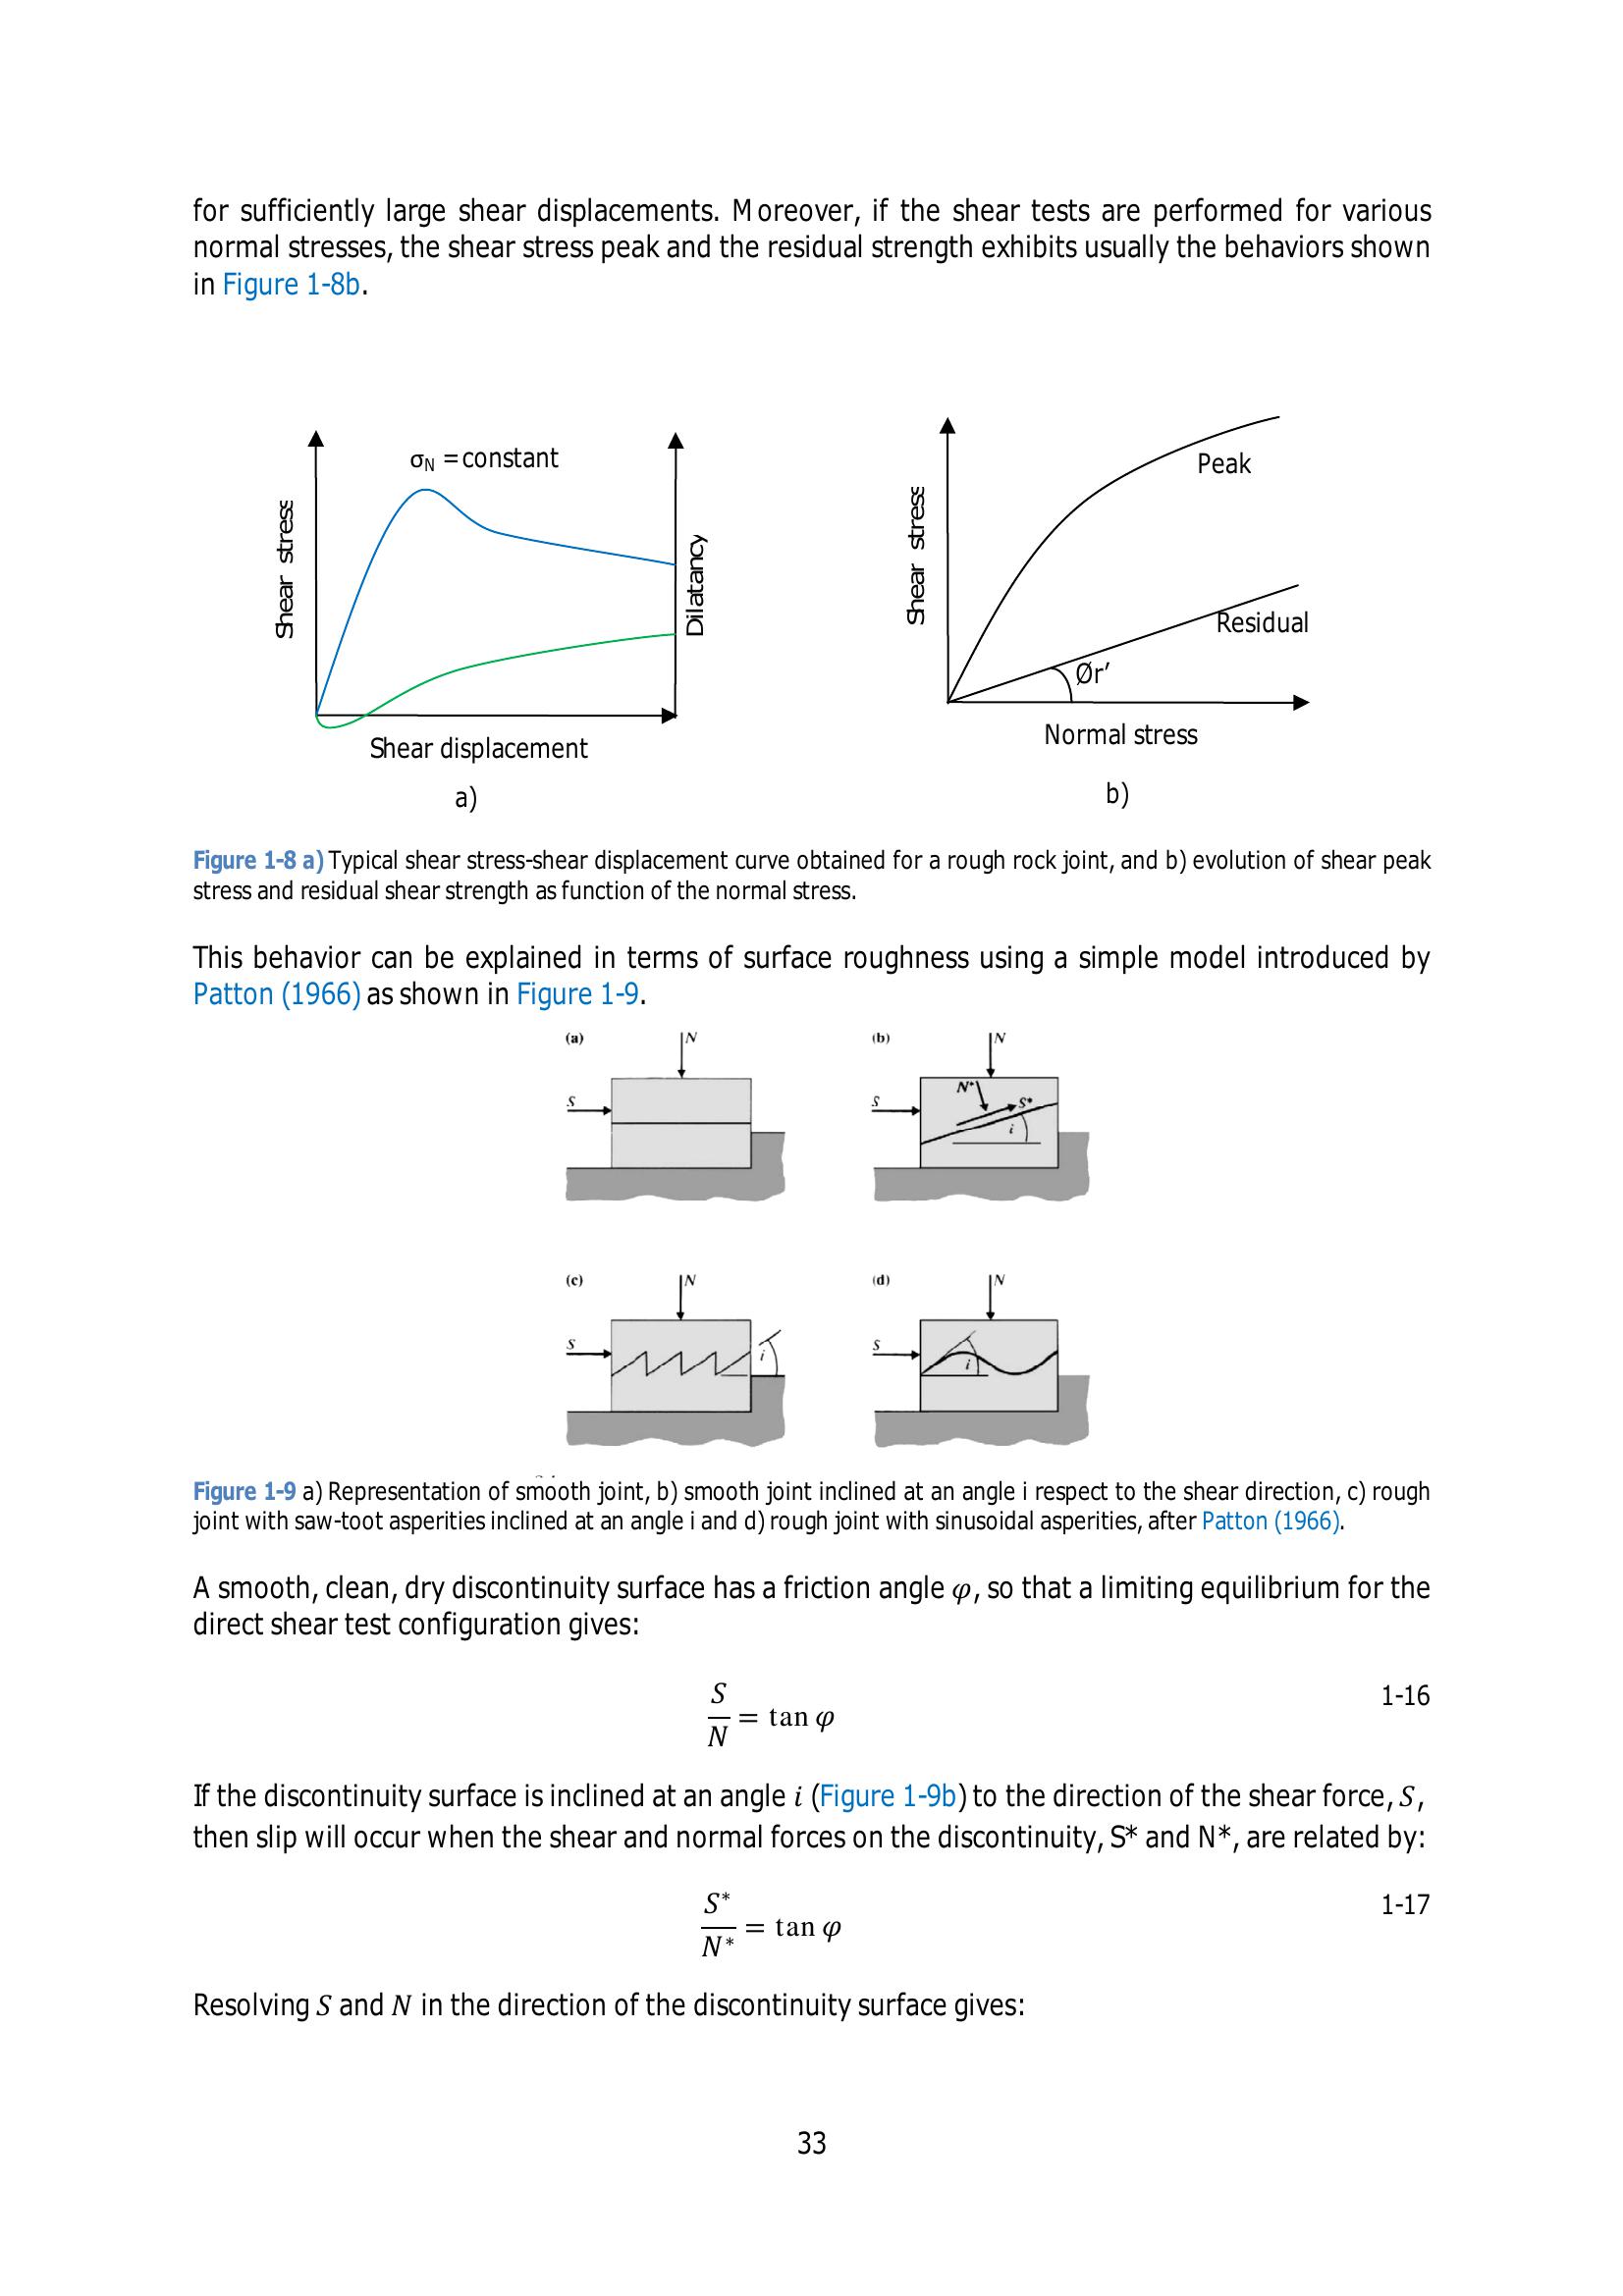 for sufficiently large shear displacements. Moreover, if the shear tests are performed for various
normal stresses, the shear stress peak and the residual strength exhibits usually the behaviors shown
in Figure 1-8b.
σN =constant
Shear stress
Dilatancy
Shear displacement
a)
Shear stress
Peak
Residual
Ør’
Normal stress
b)
Figure 1-8 a) Typical shear stress-shear displacement curve obtained for a rough rock joint, and b) evolution of shear peak
stress and residual shear strength as function of the normal stress.
This behavior can be explained in terms of surface roughness using a simple model introduced by
Patton (1966) as shown in Figure 1-9.
(a)
N
S
(b)
N
S
N*
S*
i
(c)
N
S
i
(d)
N
S
i
Figure 1-9 a) Representation of smooth joint, b) smooth joint inclined at an angle i respect to the shear direction, c) rough
joint with saw-toot asperities inclined at an angle i and d) rough joint with sinusoidal asperities, after Patton (1966).
A smooth, clean, dry discontinuity surface has a friction angle φ, so that a limiting equilibrium for the
direct shear test configuration gives:
S/N = tan φ 1-16
If the discontinuity surface is inclined at an angle i (Figure 1-9b) to the direction of the shear force, S,
then slip will occur when the shear and normal forces on the discontinuity, S* and N*, are related by:
S*/N* = tan φ 1-17
Resolving S and N in the direction of the discontinuity surface gives:
33